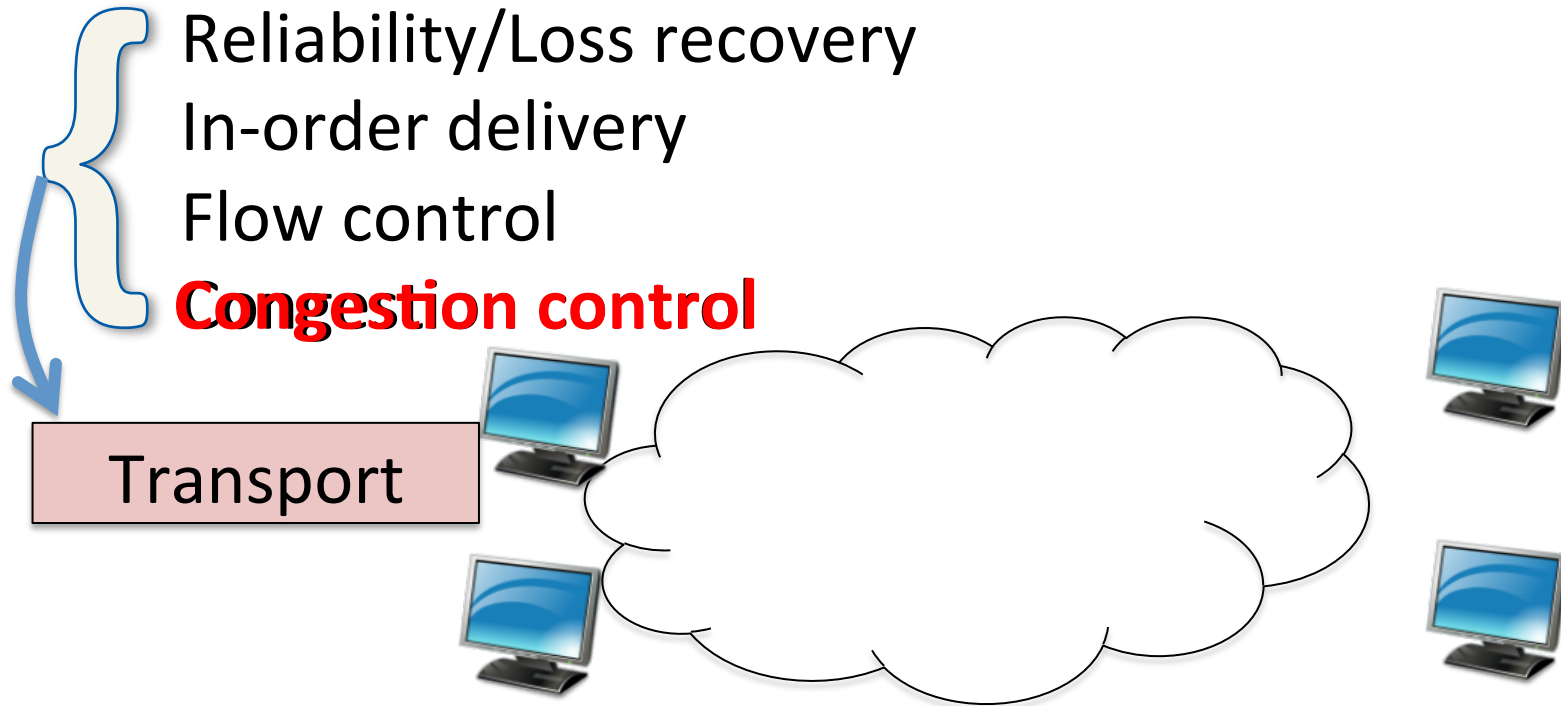 Reliability/Loss recovery
In-order delivery
Flow control
Congestion control
Transport